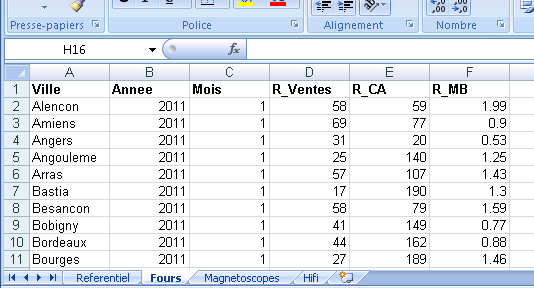 Presse-papiers Police Alignement Nombre
H16 fx
A B C D E F
1 Ville Annee Mois R_Ventes R_CA R_MB
2 Alencon 2011 1 58 59 1.99
3 Amiens 2011 1 69 77 0.9
4 Angers 2011 1 31 20 0.53
5 Angouleme 2011 1 25 140 1.25
6 Arras 2011 1 57 107 1.43
7 Bastia 2011 1 17 190 1.3
8 Besancon 2011 1 58 79 1.59
9 Bobigny 2011 1 41 149 0.77
10 Bordeaux 2011 1 44 162 0.88
11 Bourges 2011 1 27 189 1.46
Referentiel Fours Magnetoscopes Hifi